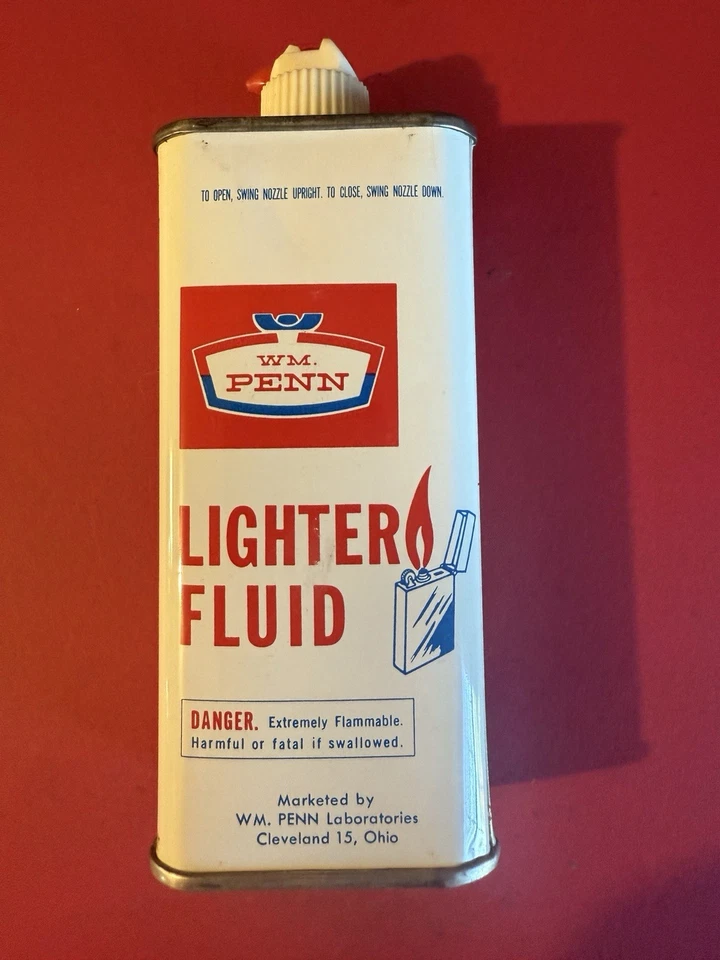 TO OPEN, SWING NOZZLE UPRIGHT. TO CLOSE, SWING NOZZLE DOWN.
WM.
PENN
LIGHTER
FLUID
DANGER. Extremely Flammable.
Harmful or fatal if swallowed.
Marketed by
WM. PENN Laboratories
Cleveland 15, Ohio